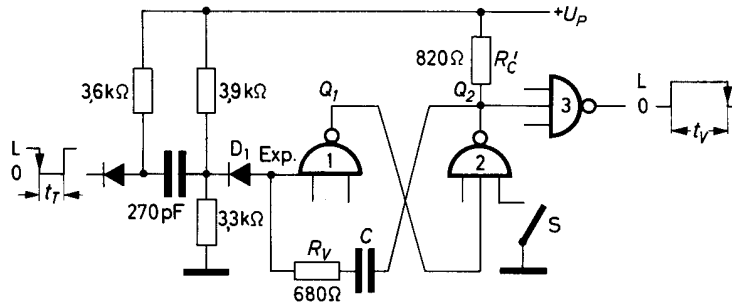 +U_P
820Ω R'_C
3,6kΩ 3,9kΩ
Q_1 Q_2
L
0
3
L
0
t_V
D_1 Exp. 1 2
t_T
270pF
3,3kΩ
S
R_V C
680Ω